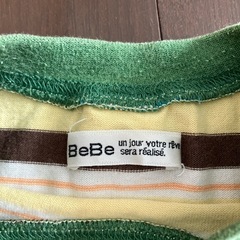 BeBe
un jour votre rêve
sera réalisé.